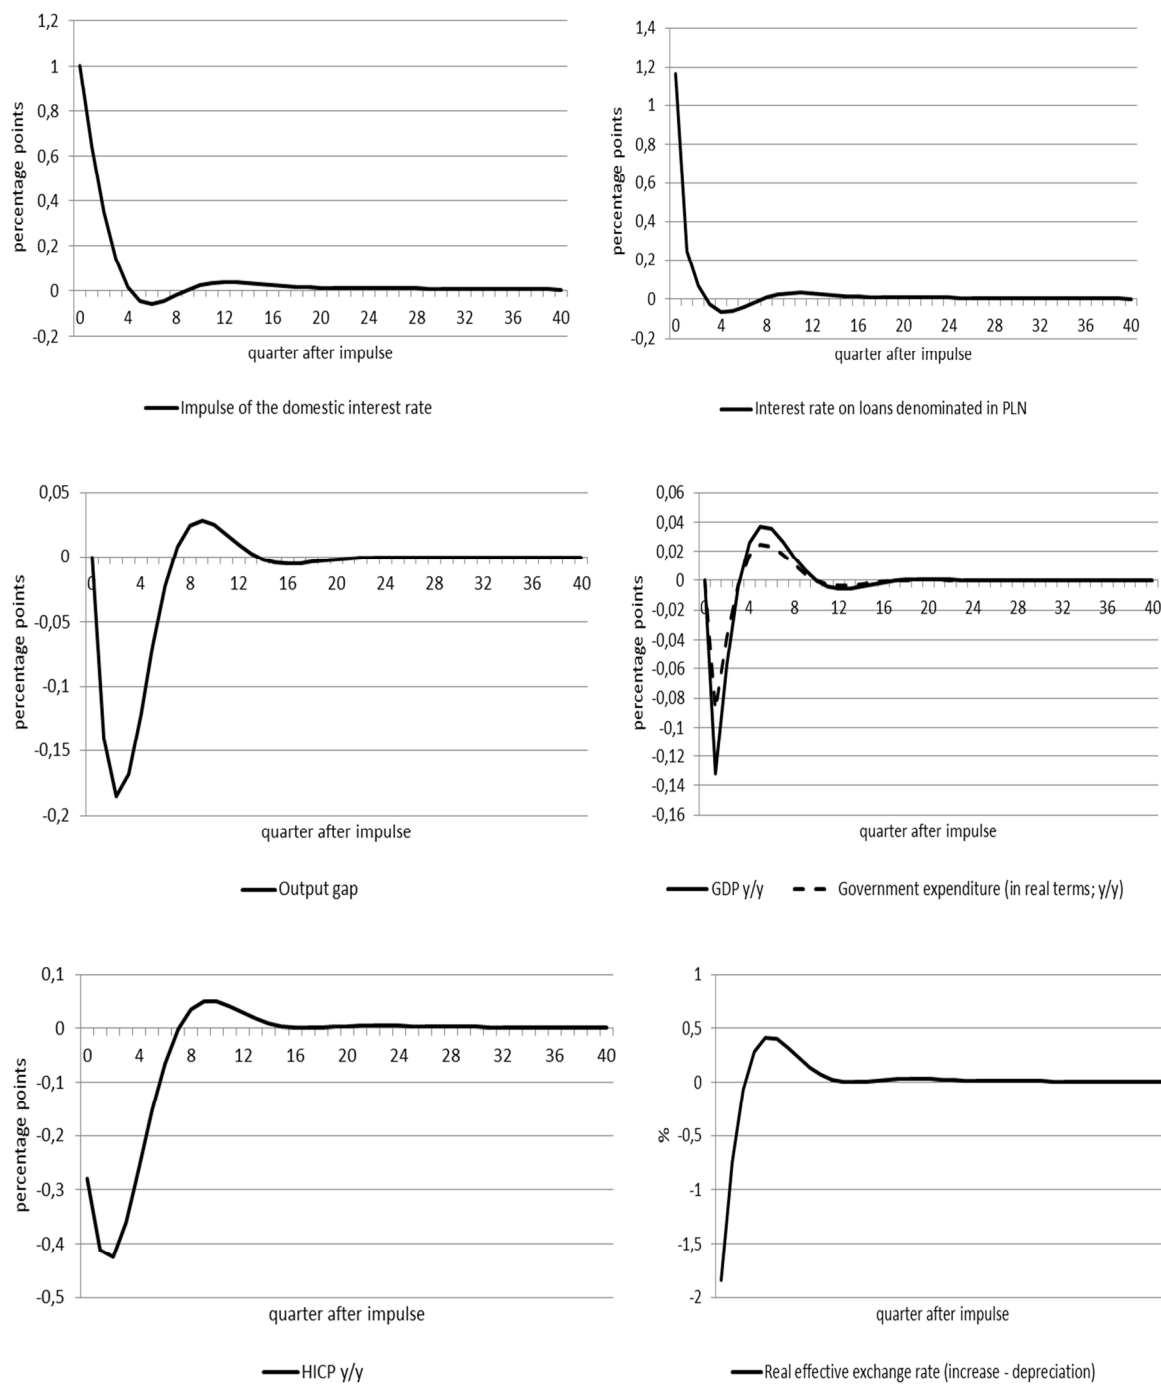 1,2
1
0,8
0,6
0,4
0,2
0
-0,2
percentage points
0 4 8 12 16 20 24 28 32 36 40
quarter after impulse
Impulse of the domestic interest rate
1,4
1,2
1
0,8
0,6
0,4
0,2
0
-0,2
percentage points
0 4 8 12 16 20 24 28 32 36 40
quarter after impulse
Interest rate on loans denominated in PLN
0,05
0
-0,05
-0,1
-0,15
-0,2
percentage points
0 4 8 12 16 20 24 28 32 36 40
quarter after impulse
Output gap
0,06
0,04
0,02
0
-0,02
-0,04
-0,06
-0,08
-0,1
-0,12
-0,14
-0,16
percentage points
0 4 8 12 16 20 24 28 32 36 40
quarter after impulse
GDP y/y Government expenditure (in real terms; y/y)
0,1
0
-0,1
-0,2
-0,3
-0,4
-0,5
percentage points
0 4 8 12 16 20 24 28 32 36 40
quarter after impulse
HICP y/y
1
0,5
0
-0,5
-1
-1,5
-2
%
quarter after impulse
Real effective exchange rate (increase - depreciation)